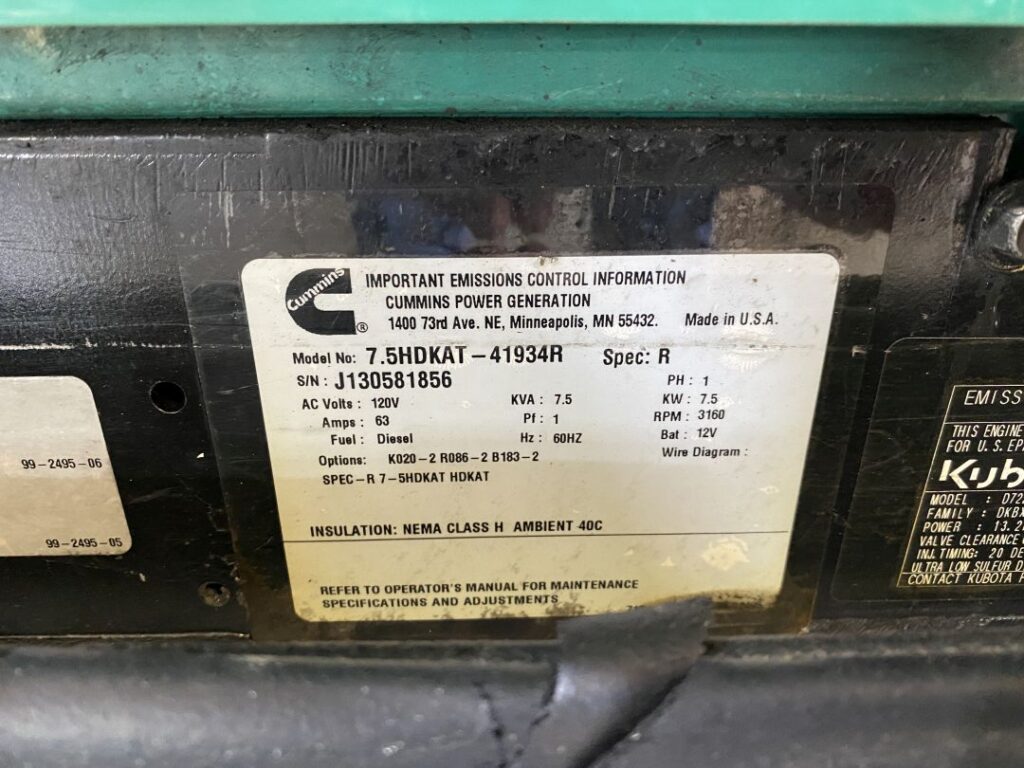 Cummins
®
IMPORTANT EMISSIONS CONTROL INFORMATION
CUMMINS POWER GENERATION
1400 73rd Ave. NE, Minneapolis, MN 55432. Made in U.S.A.
Model No: 7.5HDKAT-41934R Spec: R
S/N : J130581856 PH : 1
AC Volts : 120V KVA : 7.5 KW : 7.5
Amps : 63 Pf : 1 RPM : 3160
Fuel : Diesel Hz : 60HZ Bat : 12V
Options: K020-2 R086-2 B183-2 Wire Diagram :
SPEC-R 7-5HDKAT HDKAT
INSULATION: NEMA CLASS H AMBIENT 40C
REFER TO OPERATOR'S MANUAL FOR MAINTENANCE
SPECIFICATIONS AND ADJUSTMENTS
99-2495-06
99-2495-05
EMISS
THIS ENGINE
FOR U.S. EP
Kub
MODEL : D72
FAMILY : DKBX
POWER : 13.2
VALVE CLEARANCE
INJ. TIMING: 20 DE
ULTRA LOW SULFUR D
CONTACT KUBOTA